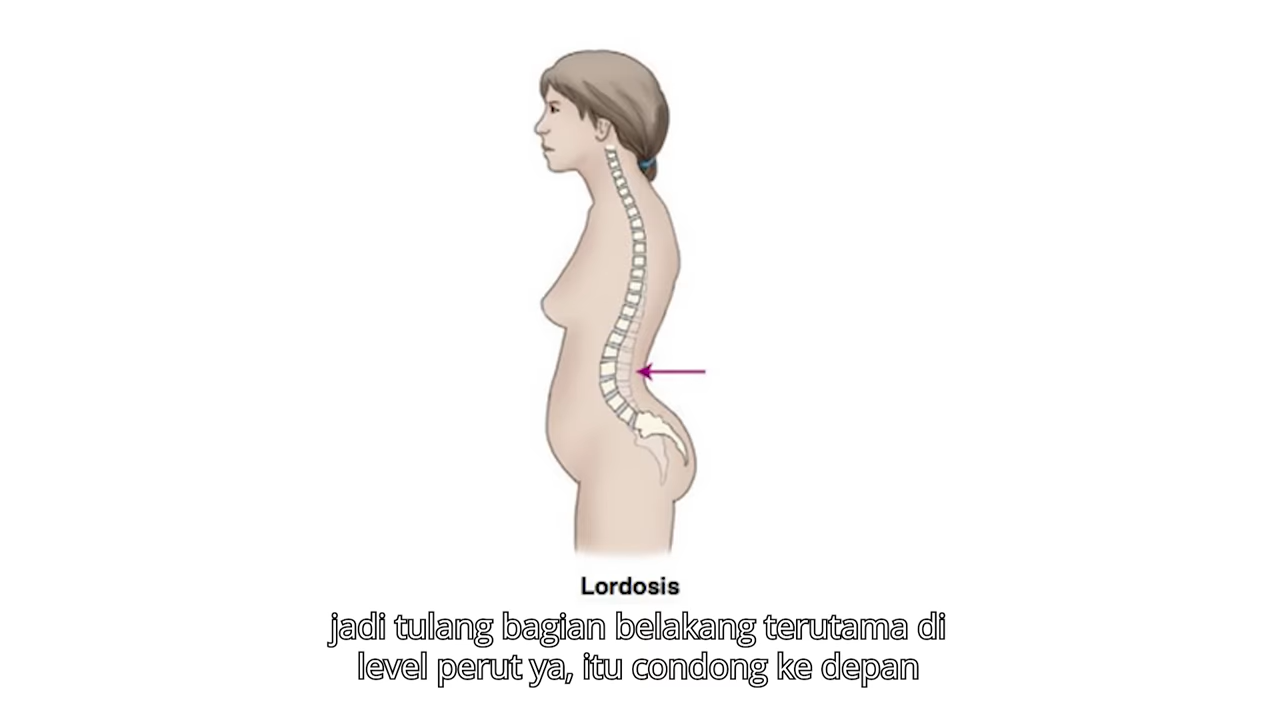 Lordosis
jadi tulang bagian belakang terutama di
level perut ya, itu condong ke depan